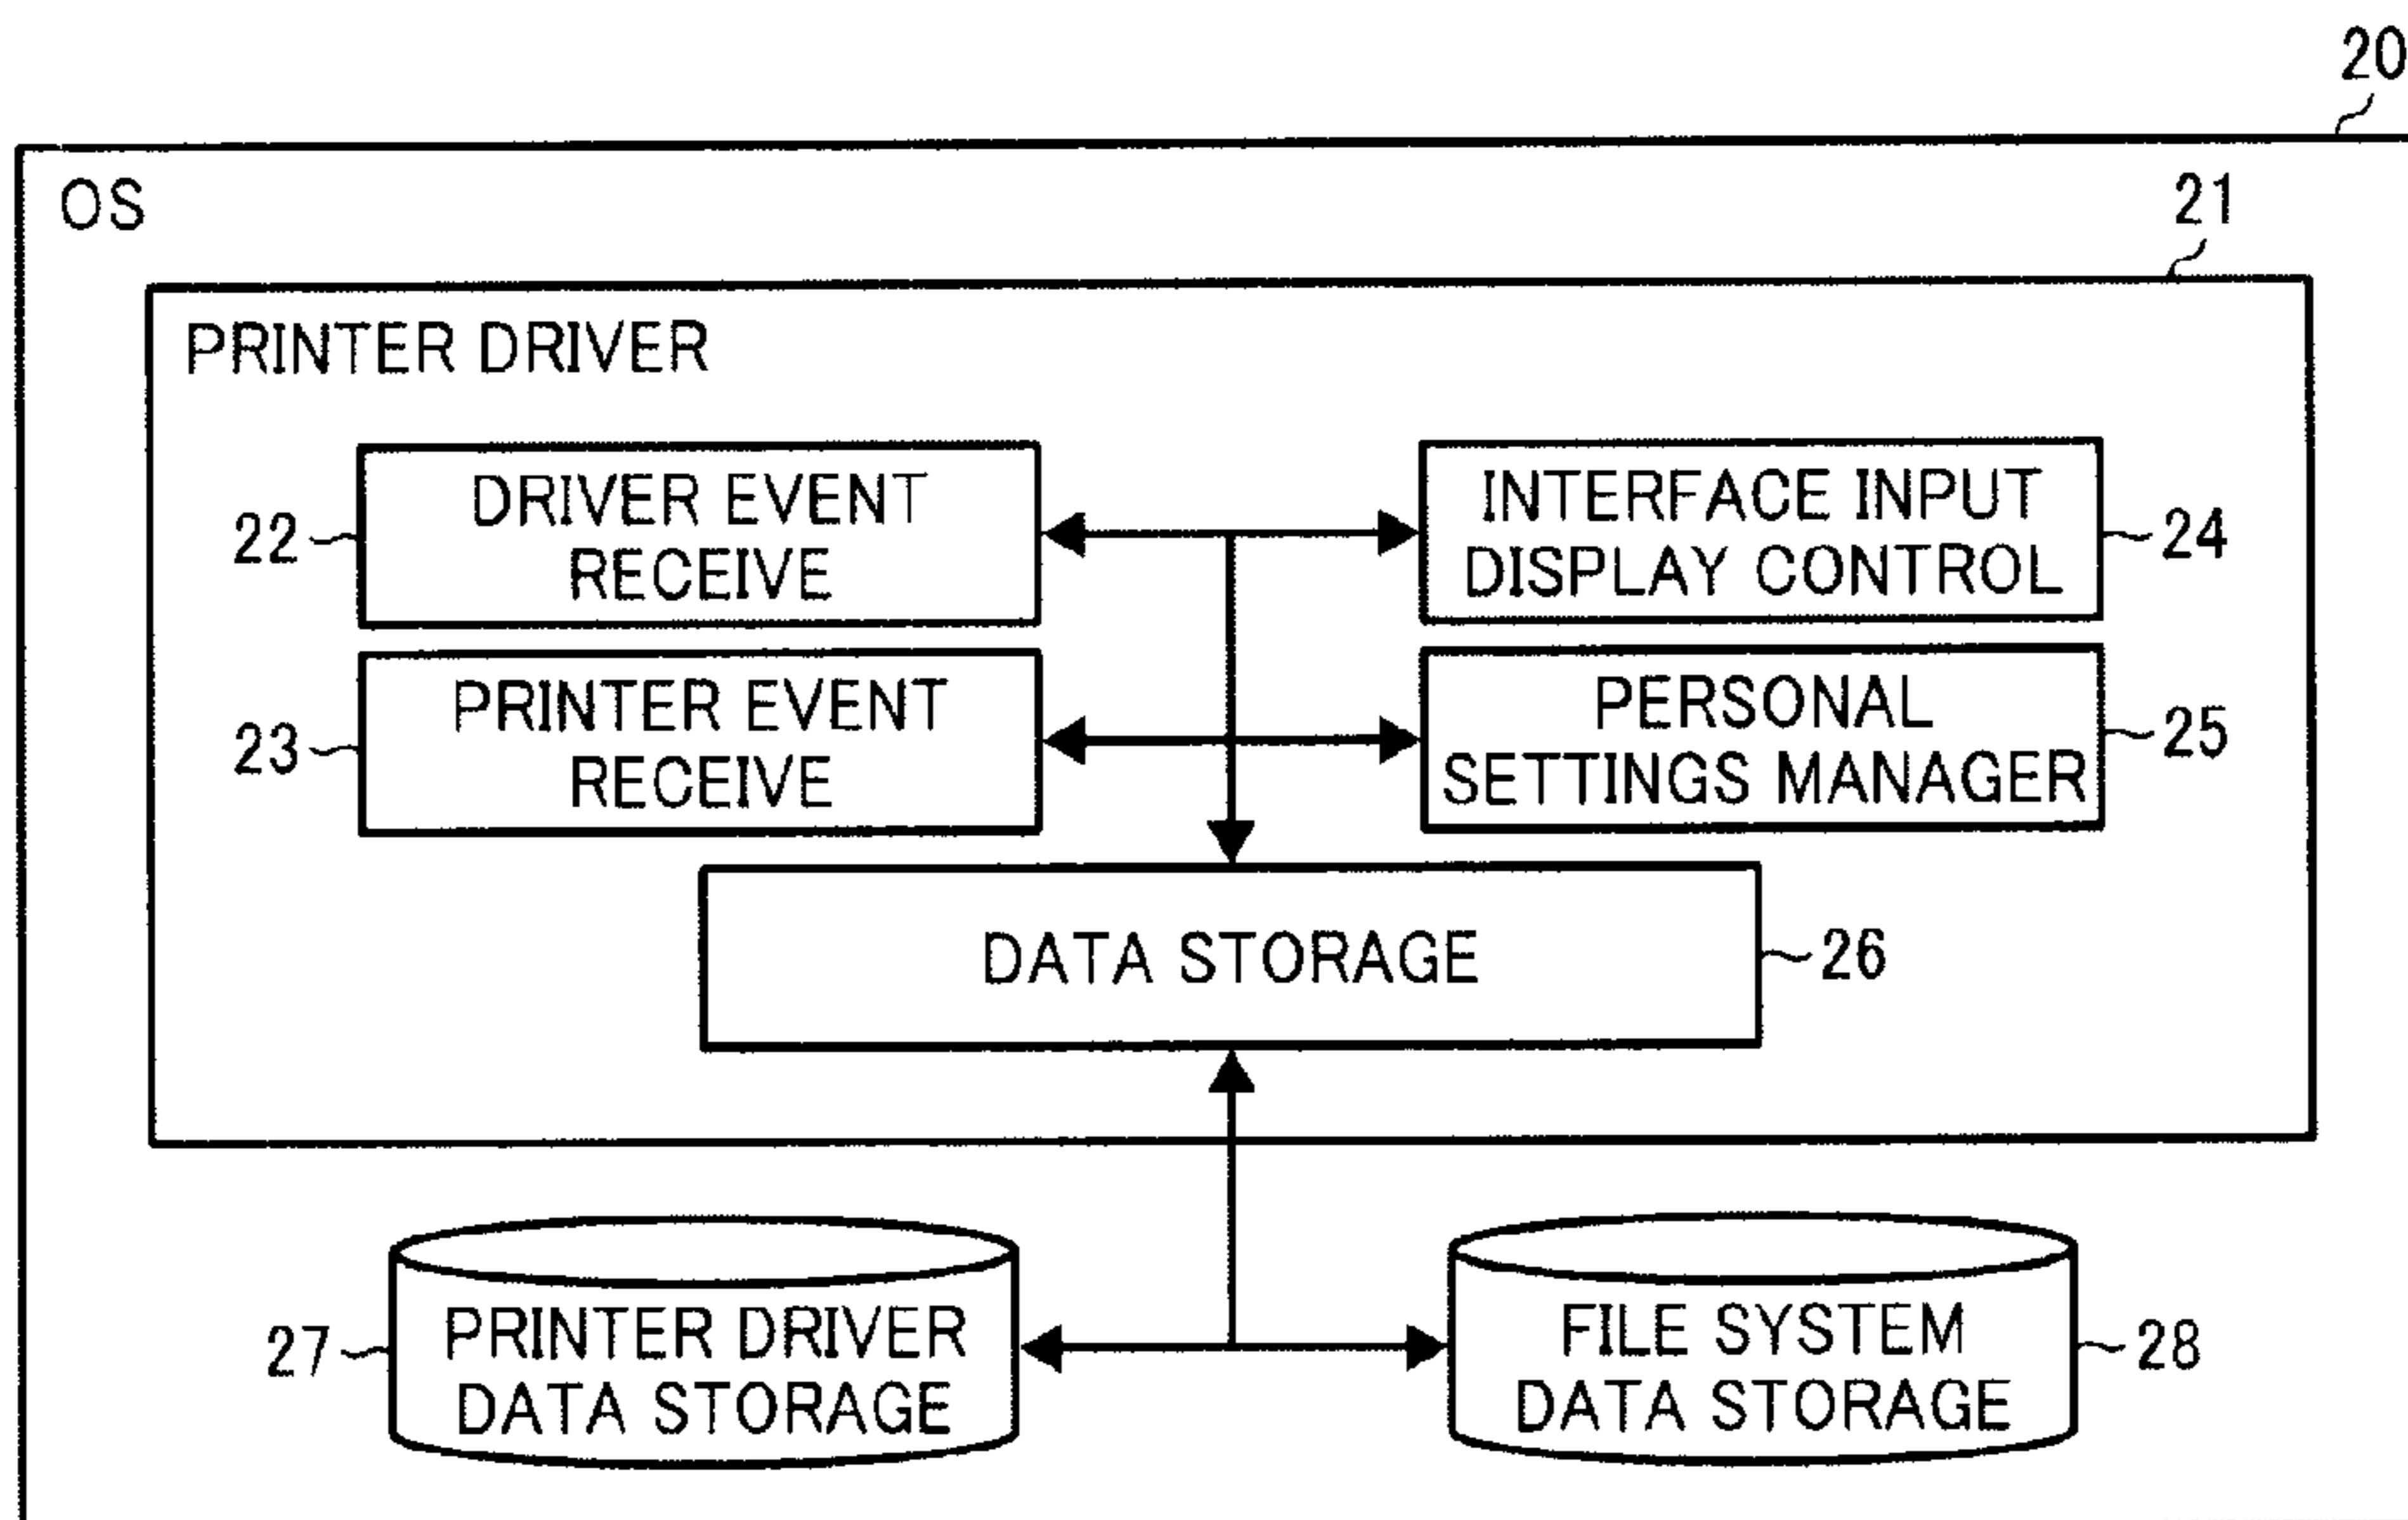 20
OS
21
PRINTER DRIVER
22
DRIVER EVENT
RECEIVE
INTERFACE INPUT
DISPLAY CONTROL
24
23
PRINTER EVENT
RECEIVE
PERSONAL
SETTINGS MANAGER
25
DATA STORAGE
26
27
PRINTER DRIVER
DATA STORAGE
FILE SYSTEM
DATA STORAGE
28